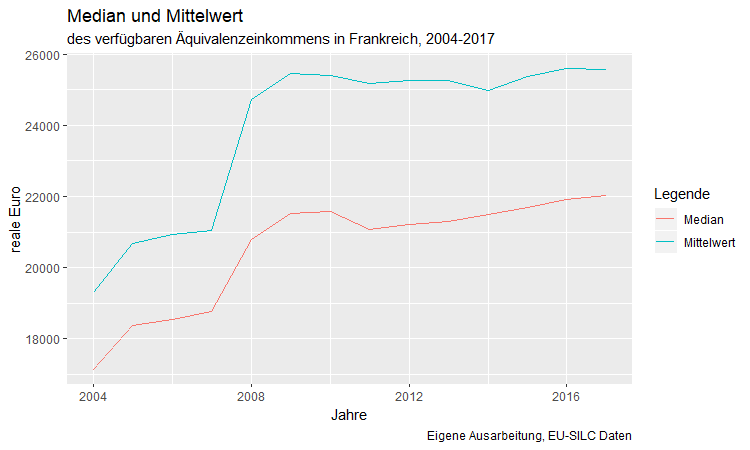 Median und Mittelwert
des verfügbaren Äquivalenzeinkommens in Frankreich, 2004-2017
26000
24000
22000
20000
18000
reale Euro
2004 2008 2012 2016
Jahre
Legende
Median
Mittelwert
Eigene Ausarbeitung, EU-SILC Daten